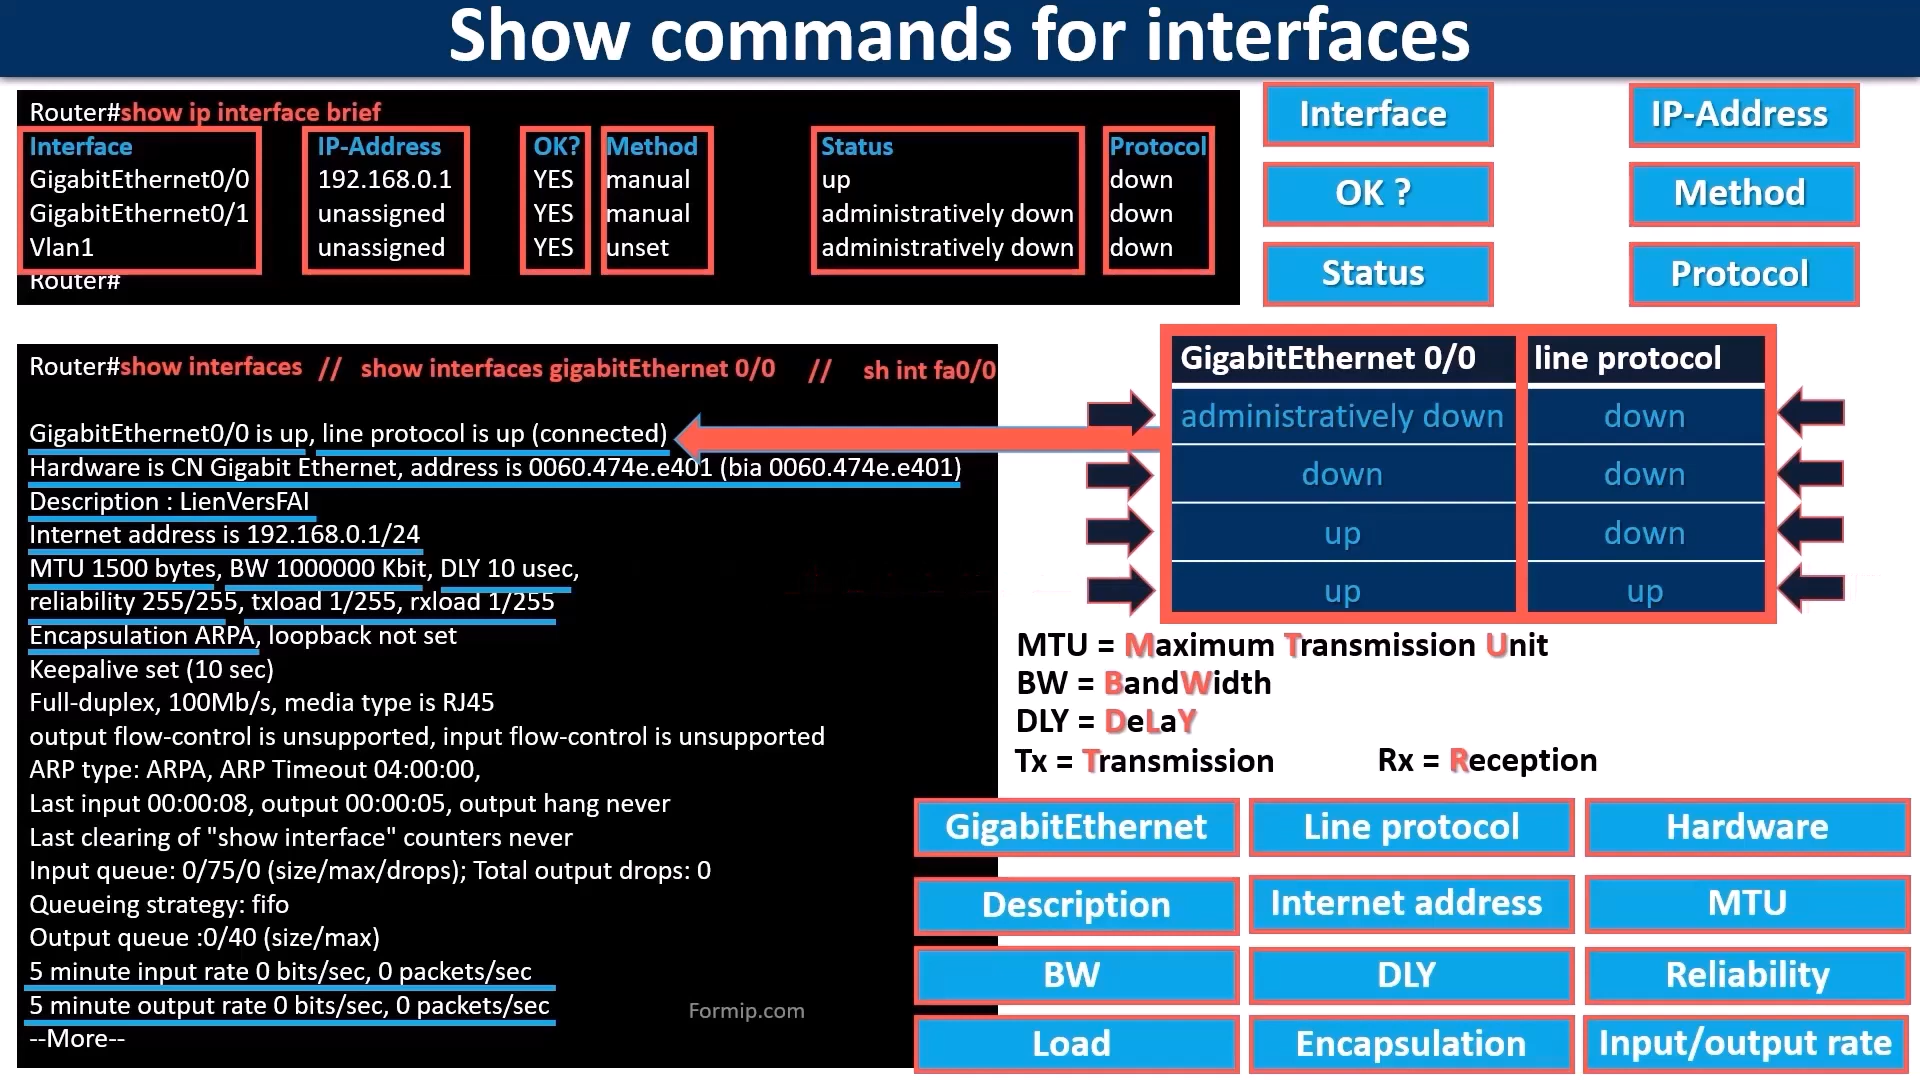 Show commands for interfaces
Router#show ip interface brief
Interface IP-Address OK? Method Status Protocol
GigabitEthernet0/0 192.168.0.1 YES manual up down
GigabitEthernet0/1 unassigned YES manual administratively down down
Vlan1 unassigned YES unset administratively down down
Router#
Interface IP-Address
OK ? Method
Status Protocol
Router#show interfaces // show interfaces gigabitEthernet 0/0 // sh int fa0/0
GigabitEthernet0/0 is up, line protocol is up (connected)
Hardware is CN Gigabit Ethernet, address is 0060.474e.e401 (bia 0060.474e.e401)
Description : LienVersFAI
Internet address is 192.168.0.1/24
MTU 1500 bytes, BW 1000000 Kbit, DLY 10 usec,
reliability 255/255, txload 1/255, rxload 1/255
Encapsulation ARPA, loopback not set
Keepalive set (10 sec)
Full-duplex, 100Mb/s, media type is RJ45
output flow-control is unsupported, input flow-control is unsupported
ARP type: ARPA, ARP Timeout 04:00:00,
Last input 00:00:08, output 00:00:05, output hang never
Last clearing of "show interface" counters never
Input queue: 0/75/0 (size/max/drops); Total output drops: 0
Queueing strategy: fifo
Output queue :0/40 (size/max)
5 minute input rate 0 bits/sec, 0 packets/sec
5 minute output rate 0 bits/sec, 0 packets/sec
--More--
Formip.com
GigabitEthernet 0/0 line protocol
administratively down down
down down
up down
up up
MTU = Maximum Transmission Unit
BW = BandWidth
DLY = DeLaY
Tx = Transmission Rx = Reception
GigabitEthernet Line protocol Hardware
Description Internet address MTU
BW DLY Reliability
Load Encapsulation Input/output rate